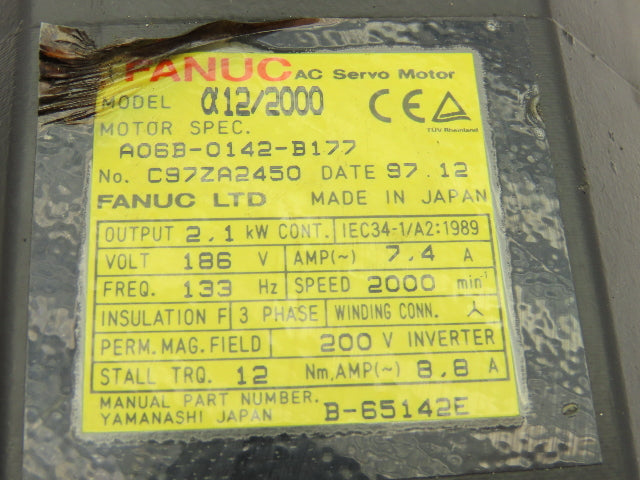 FANUC AC Servo Motor
MODEL α12/2000
CE TÜV Rheinland
MOTOR SPEC.
A06B-0142-B177
No. C97ZA2450 DATE 97.12
FANUC LTD MADE IN JAPAN
OUTPUT 2.1 kW CONT. IEC34-1/A2:1989
VOLT 186 V AMP(~) 7.4 A
FREQ. 133 Hz SPEED 2000 min⁻¹
INSULATION F 3 PHASE WINDING CONN. Y
PERM.MAG.FIELD 200 V INVERTER
STALL TRQ. 12 Nm,AMP(~) 8.8 A
MANUAL PART NUMBER.
YAMANASHI JAPAN B-65142E